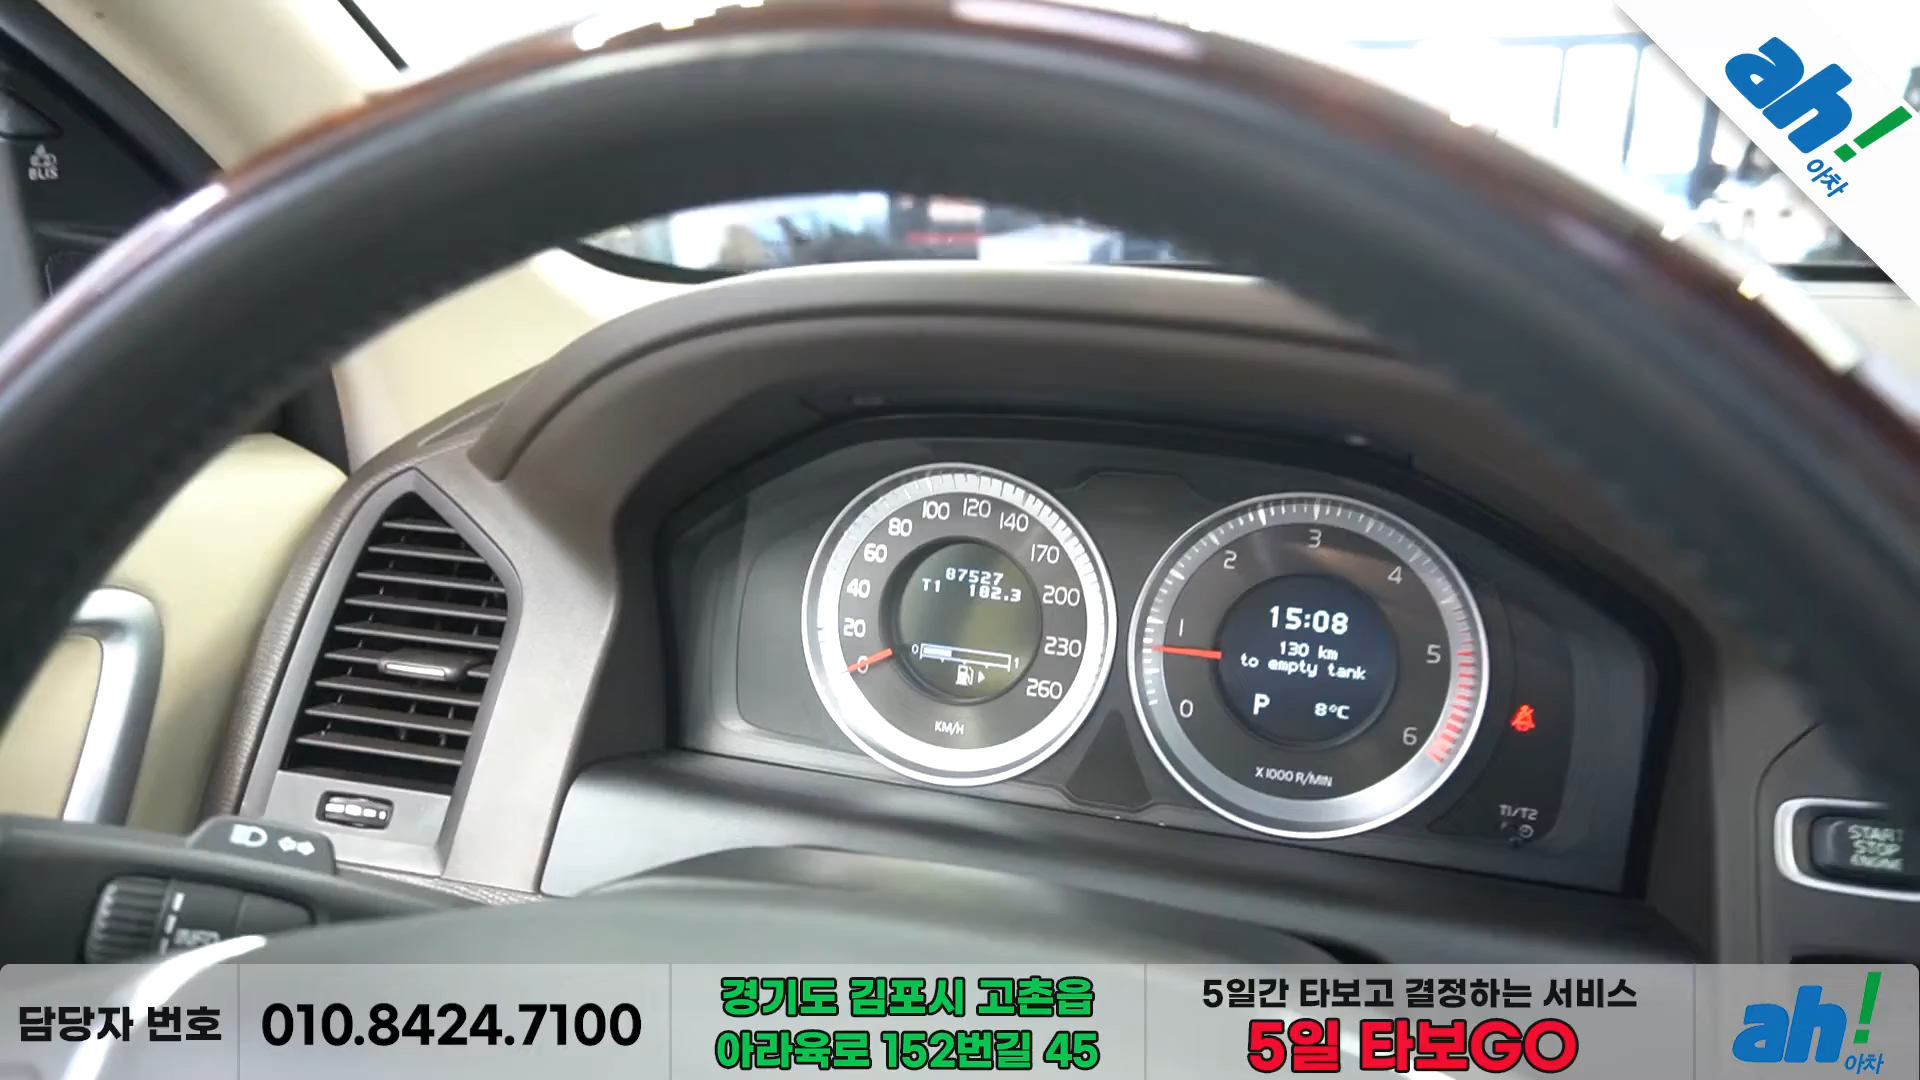 ah!
아차
BLIS
0
20
40
60
80
100
120
140
170
200
230
260
KM/H
87527
T1 182.3
0 1
0
1
2
3
4
5
6
15:08
130 km
to empty tank
P 8°C
X 1000 R/MIN
T1/T2
START
STOP
ENGINE
INFO
담당자 번호
010.8424.7100
경기도 김포시 고촌읍
아라육로 152번길 45
5일간 타보고 결정하는 서비스
5일 타보GO
ah!
아차